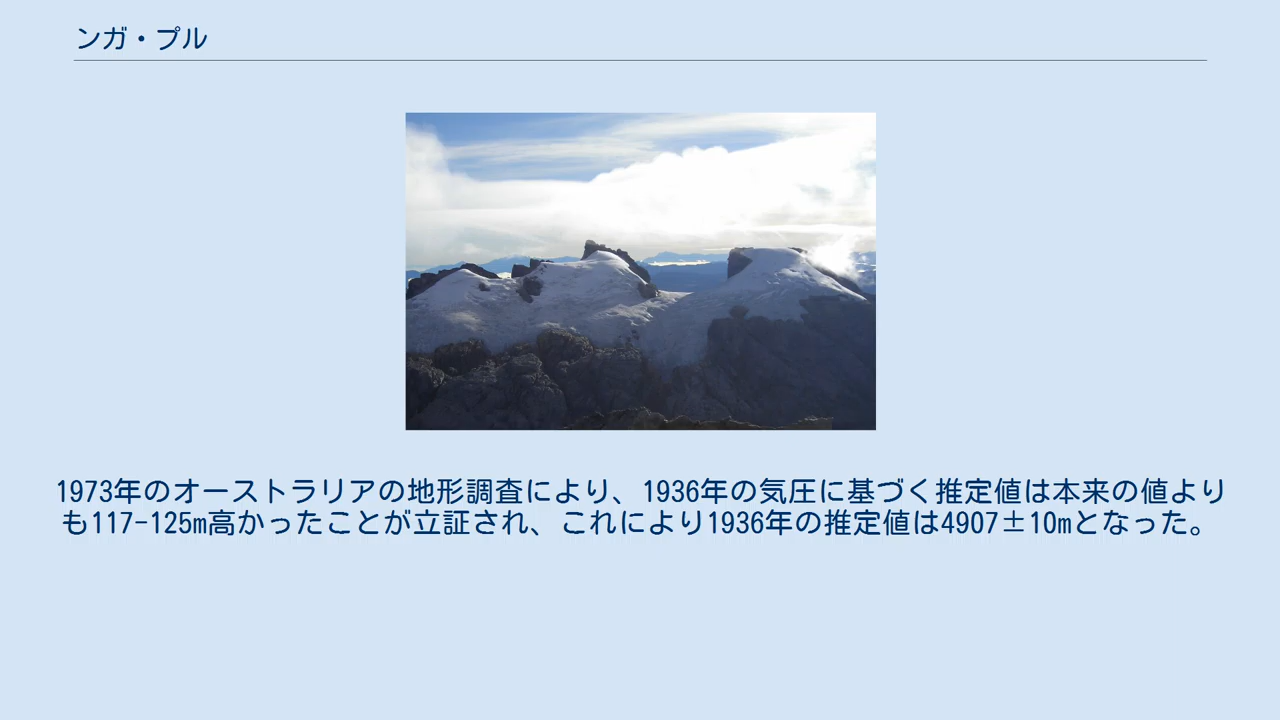 ンガ・プル
1973年のオーストラリアの地形調査により、1936年の気圧に基づく推定値は本来の値より
も117-125m高かったことが立証され、これにより1936年の推定値は4907±10mとなった。